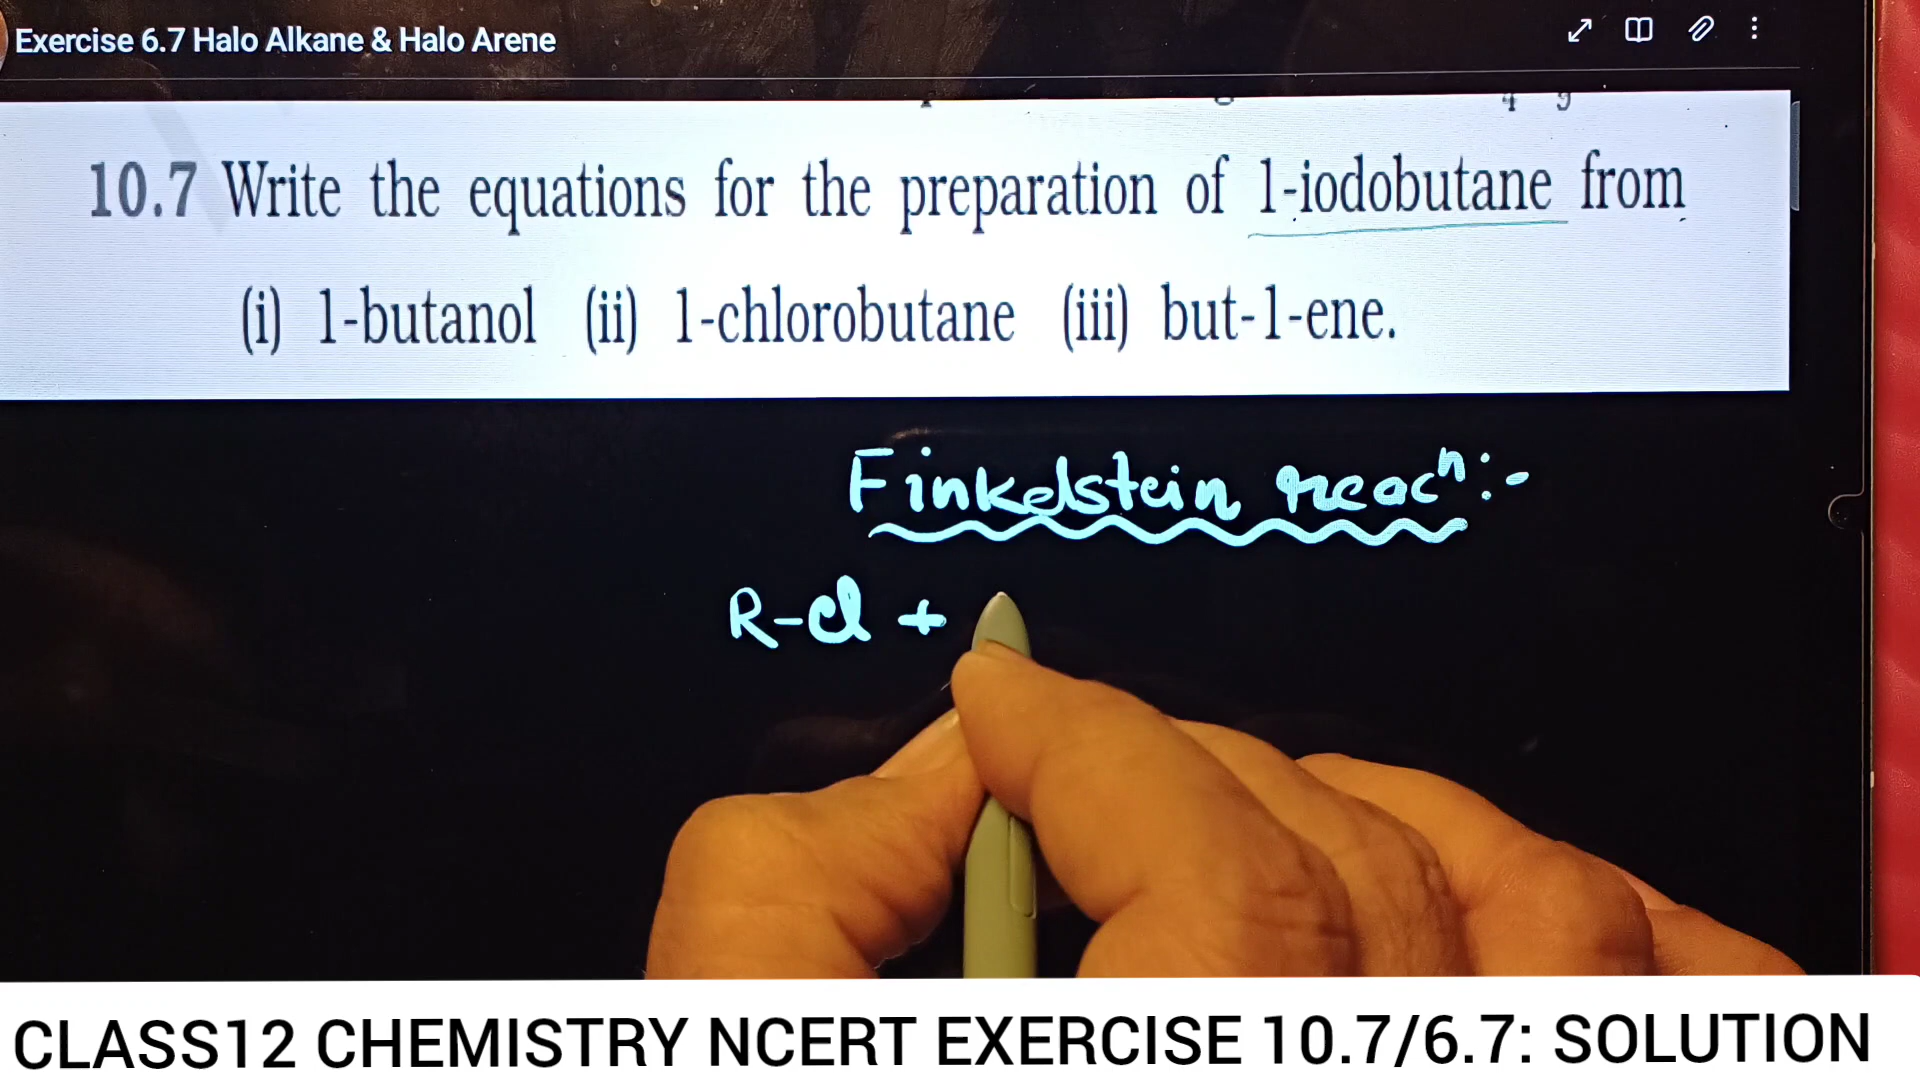 Exercise 6.7 Halo Alkane & Halo Arene
10.7 Write the equations for the preparation of 1-iodobutane from
(i) 1-butanol (ii) 1-chlorobutane (iii) but-1-ene.
Finkelstein reacⁿ:-
R-Cl +
CLASS12 CHEMISTRY NCERT EXERCISE 10.7/6.7: SOLUTION